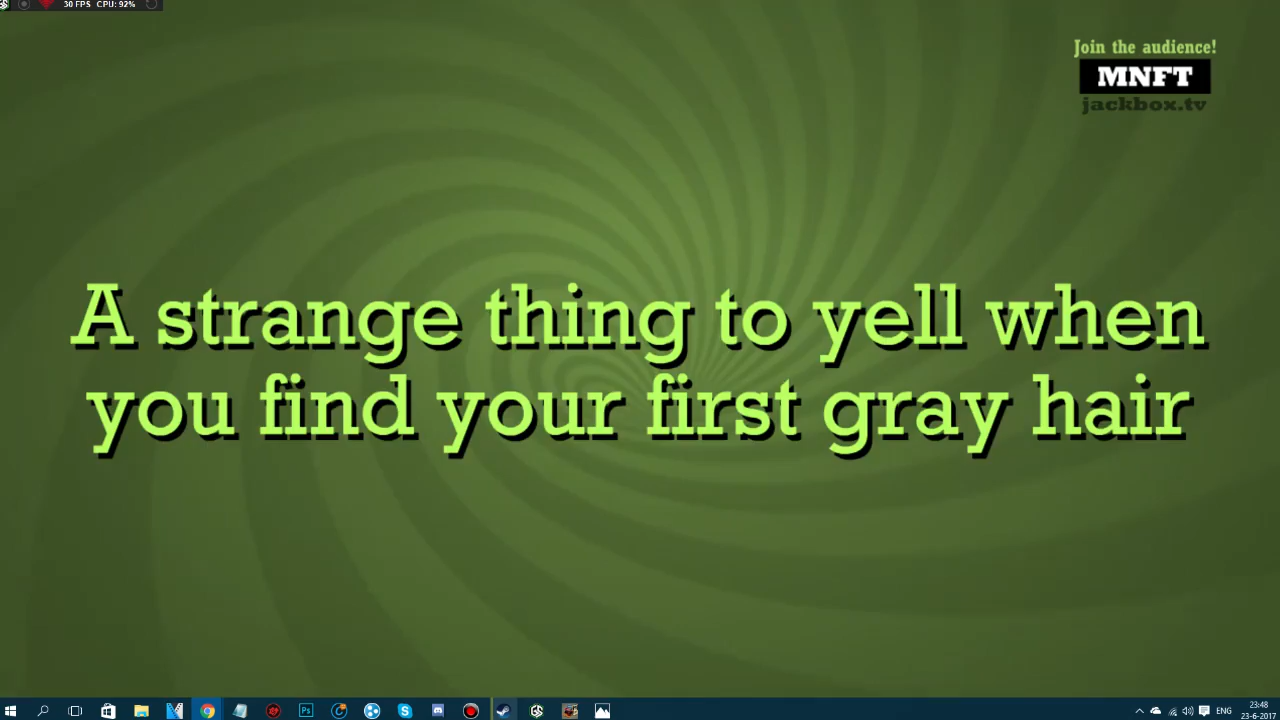 30 FPS CPU: 92%
Join the audience!
MNFT
jackbox.tv
A strange thing to yell when
you find your first gray hair
Ps
ENG
23:48
23-6-2017